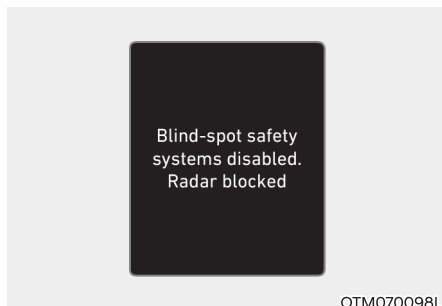 Blind-spot safety
systems disabled.
Radar blocked
OTM070098L